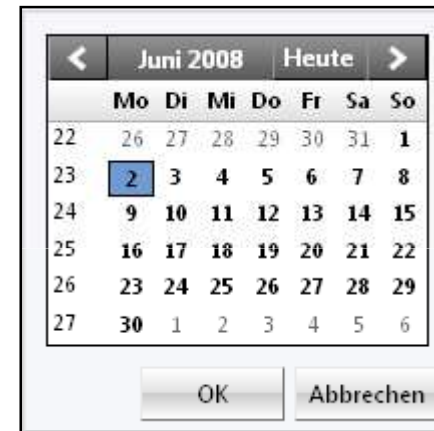 Juni 2008 Heute
Mo Di Mi Do Fr Sa So
22 26 27 28 29 30 31 1
23 2 3 4 5 6 7 8
24 9 10 11 12 13 14 15
25 16 17 18 19 20 21 22
26 23 24 25 26 27 28 29
27 30 1 2 3 4 5 6
OK Abbrechen